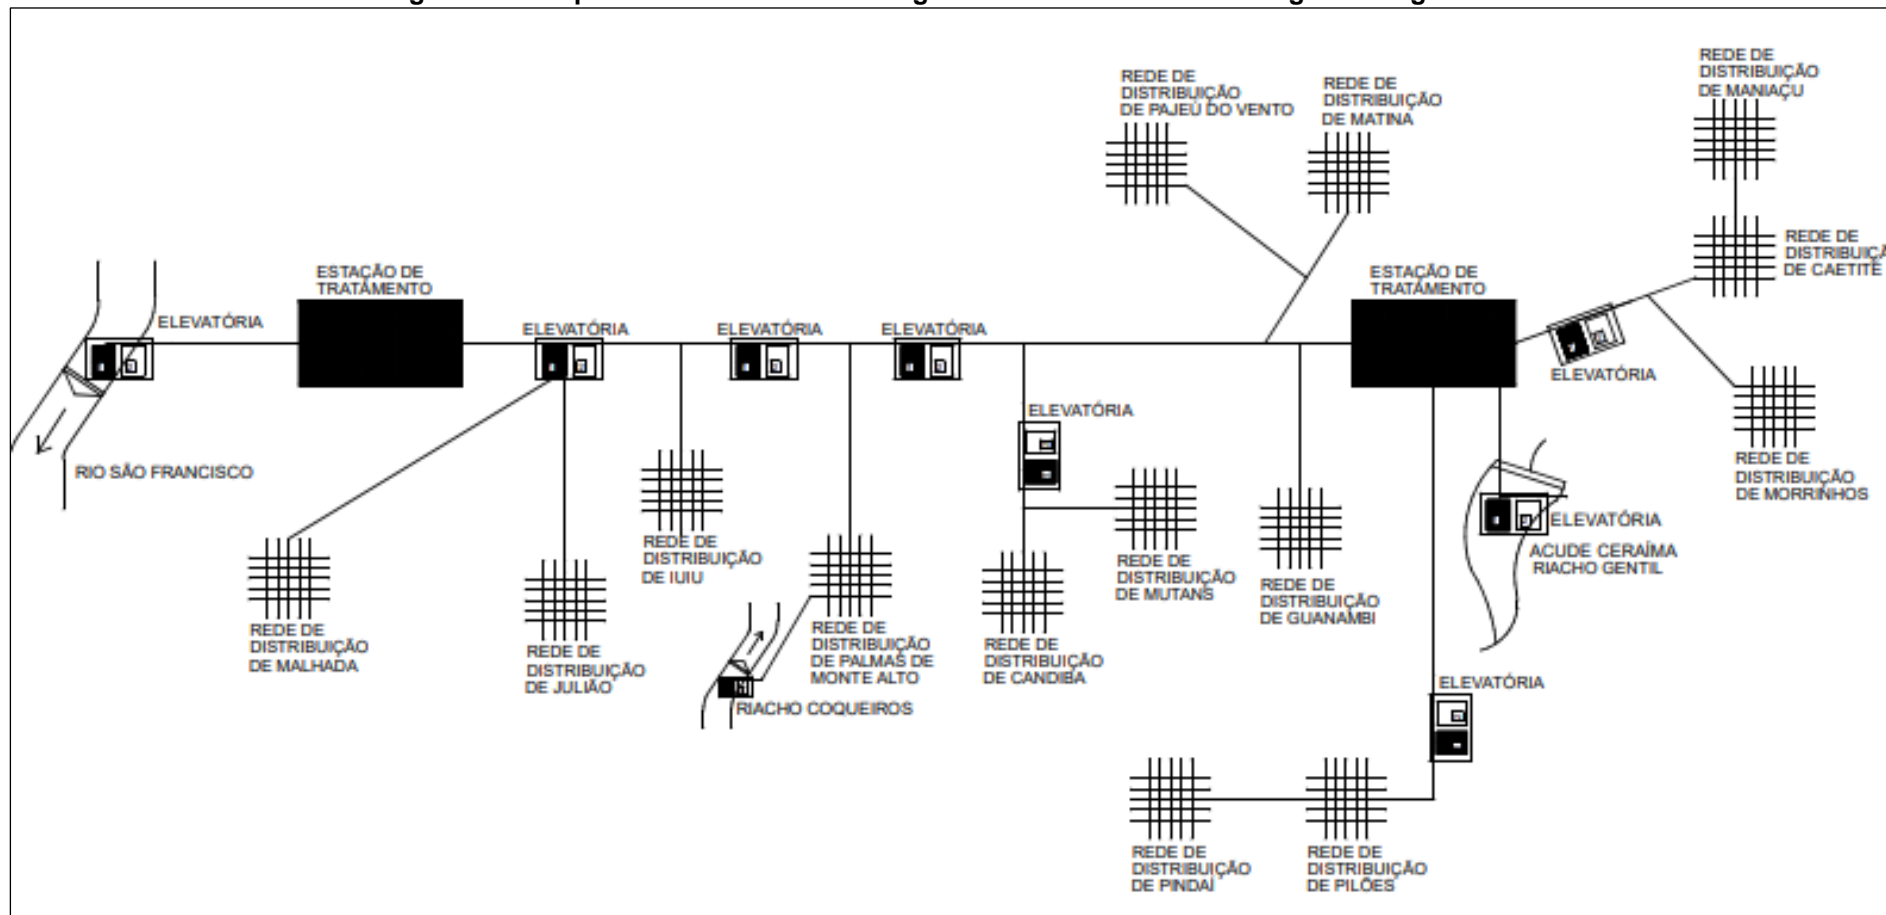 REDE DE
DISTRIBUIÇÃO
DE MANIAÇU
REDE DE
DISTRIBUIÇÃO
DE PAJEÚ DO VENTO
REDE DE
DISTRIBUIÇÃO
DE MATINA
REDE DE
DE CAETITÉ
ESTAÇÃO DE
TRATAMENTO
ESTAÇÃO DE
TRATAMENTO
ELEVATÓRIA
ELEVATÓRIA
ELEVATÓRIA
ELEVATÓRIA
ELEVATÓRIA
ELEVATÓRIA
RIO SÃO FRANCISCO
REDE DE
DISTRIBUIÇÃO
DE MORRINHOS
ELEVATÓRIA
ACUDE CERAÍMA
RIACHO GENTIL
REDE DE
DISTRIBUIÇÃO
DE IUIU
REDE DE
DISTRIBUIÇÃO
DE MUTANS
REDE DE
DISTRIBUIÇÃO
DE GUANAMBI
REDE DE
DISTRIBUIÇÃO
DE MALHADA
REDE DE
DISTRIBUIÇÃO
DE JULIÃO
REDE DE
DISTRIBUIÇÃO
DE PALMAS DE
MONTE ALTO
REDE DE
DISTRIBUIÇÃO
DE CANDIBA
RIACHO COQUEIROS
ELEVATÓRIA
REDE DE
DISTRIBUIÇÃO
DE PINDAÍ
REDE DE
DISTRIBUIÇÃO
DE PILÕES